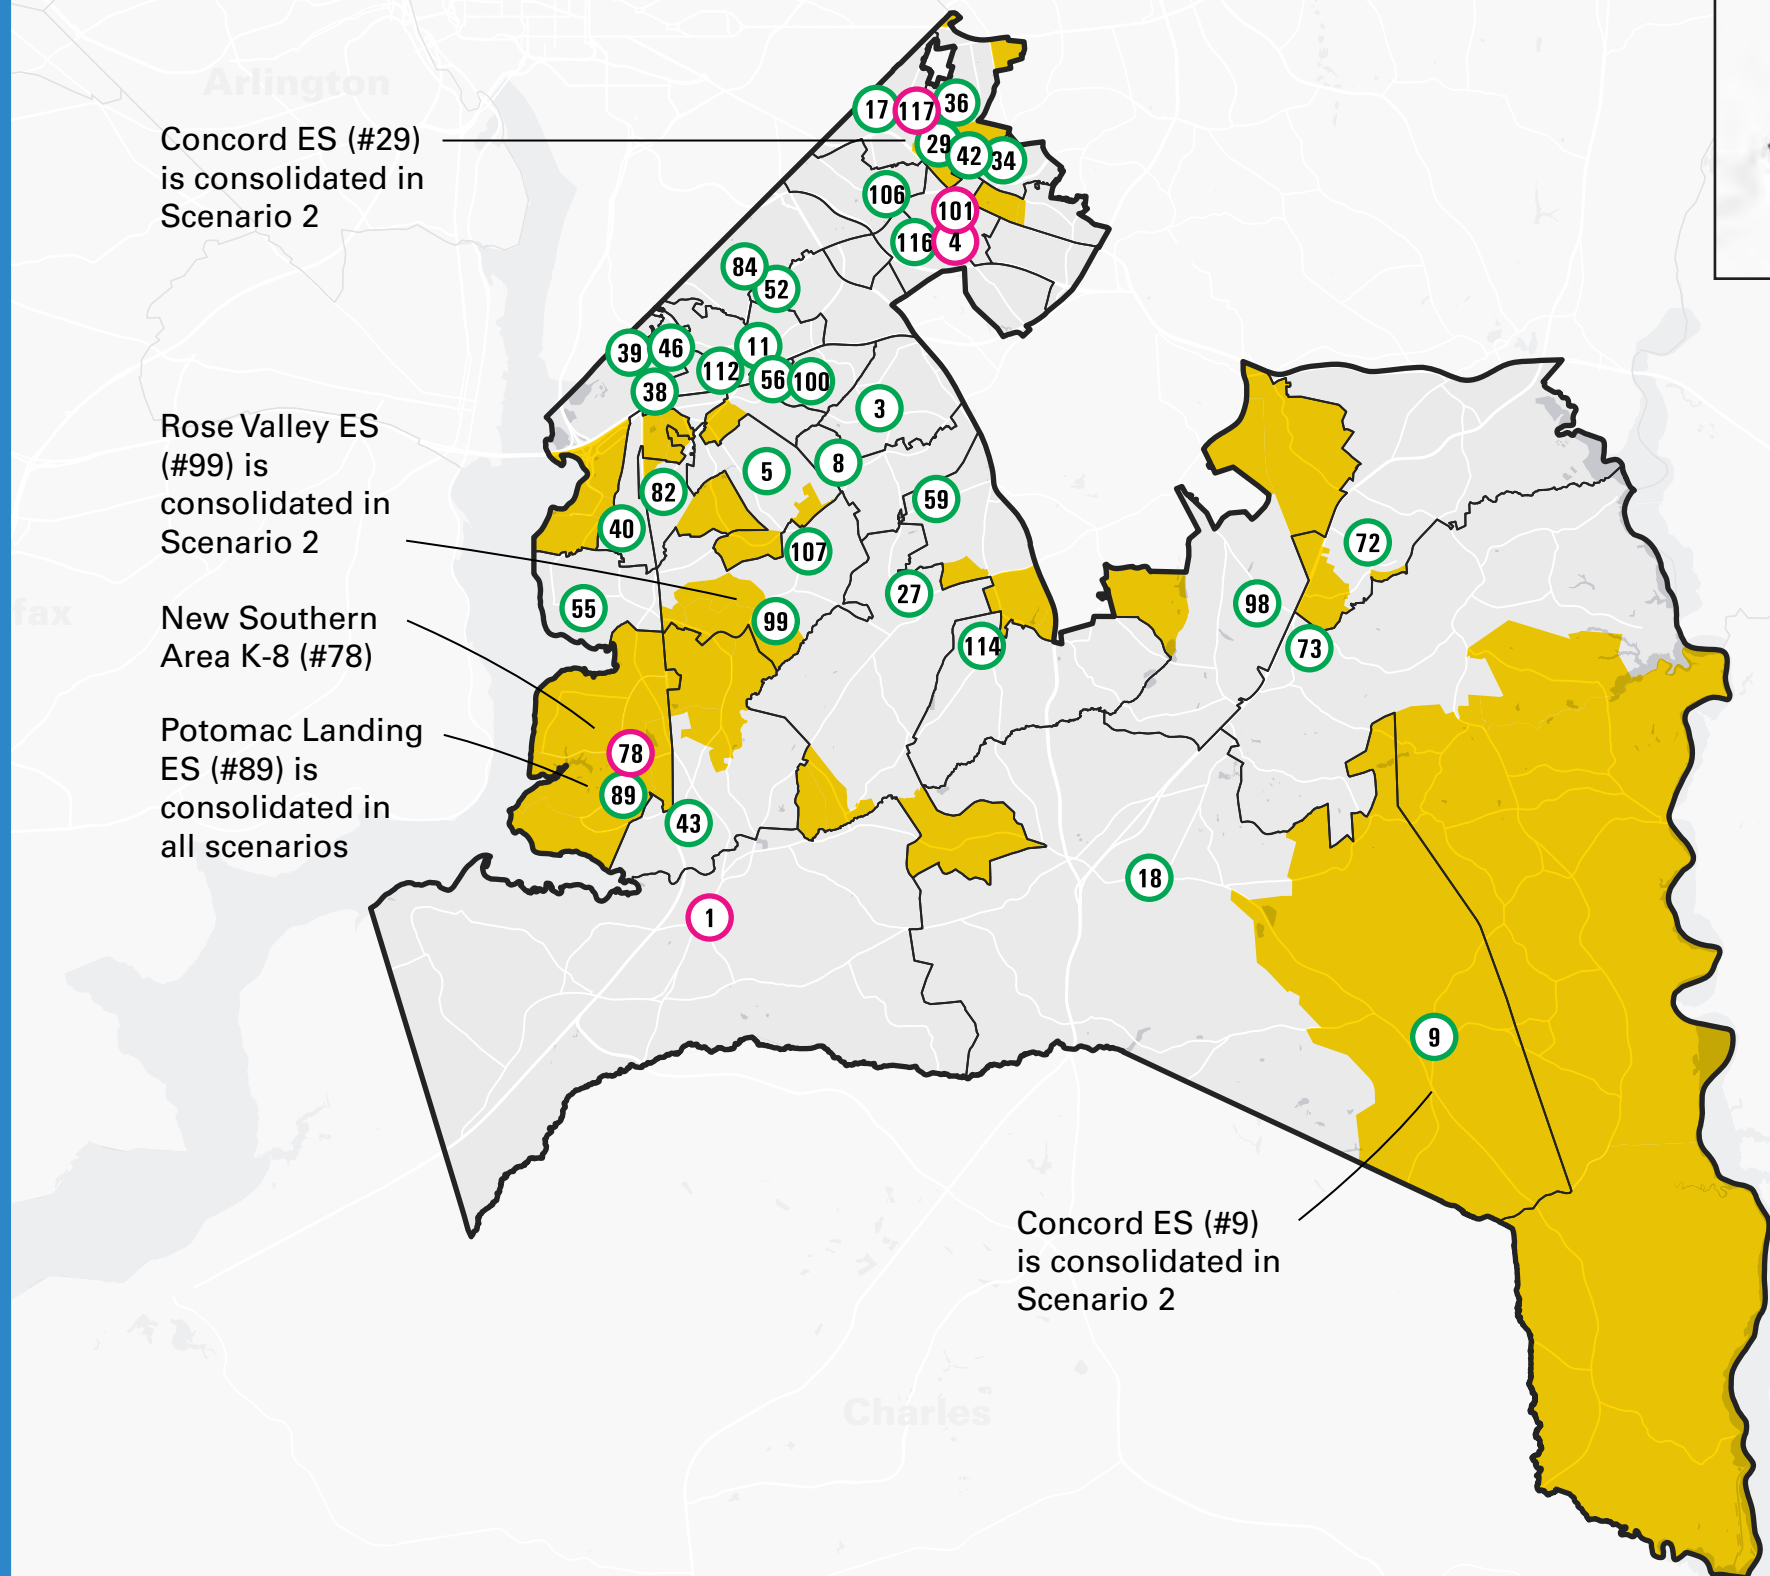 Arlington
17
117
36
Concord ES (#29)
is consolidated in
Scenario 2
29
42
34
106
101
116
4
84
52
39
46
11
112
56
100
38
3
Rose Valley ES
(#99) is
consolidated in
Scenario 2
5
8
82
59
40
107
72
27
98
55
99
114
73
fax
New Southern
Area K-8 (#78)
Potomac Landing
ES (#89) is
consolidated in
all scenarios
78
89
43
18
1
9
Concord ES (#9)
is consolidated in
Scenario 2
Charles